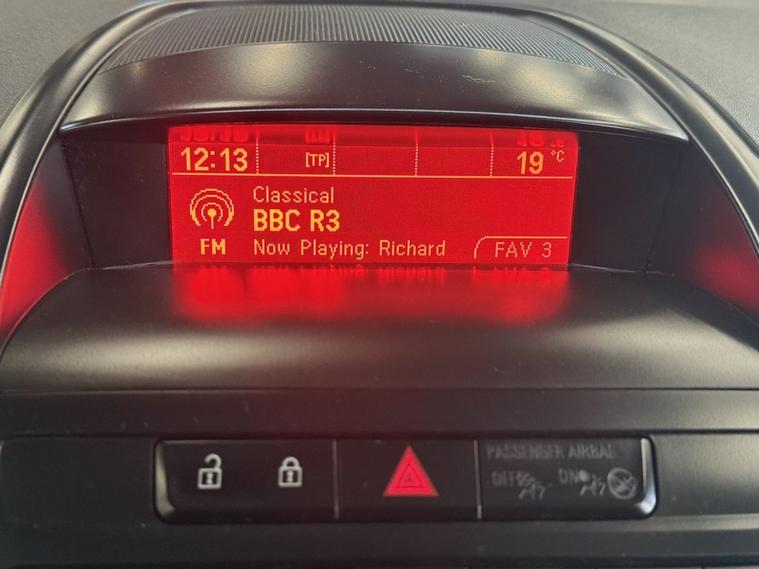 12:13 [TP] 19 °C
Classical
BBC R3
FM Now Playing: Richard FAV 3
PASSENGER AIRBAG
OFF ON